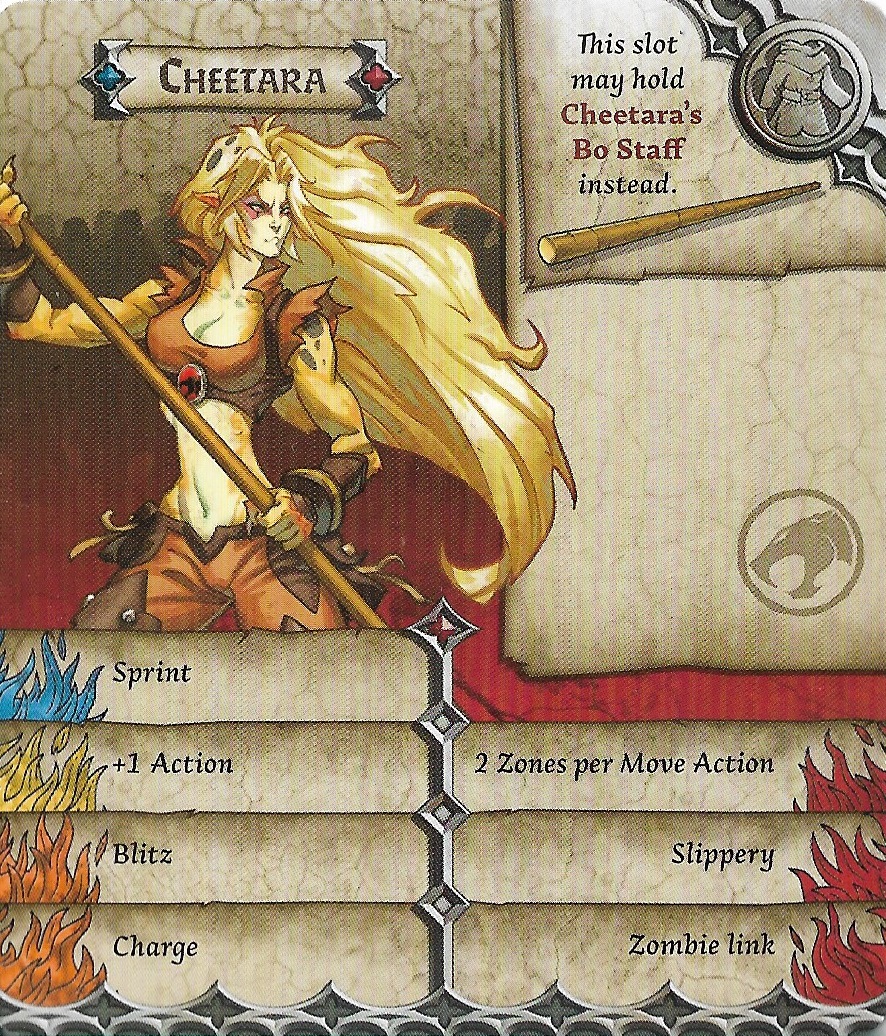 Cheetara
This slot
may hold
Cheetara's
Bo Staff
instead.
Sprint
+1 Action
2 Zones per Move Action
Blitz
Slippery
Charge
Zombie link